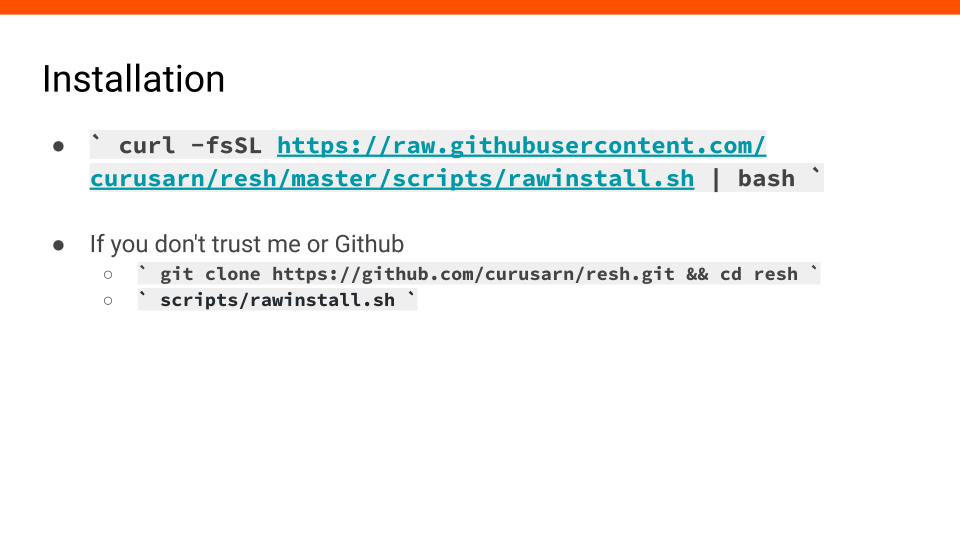 Installation
● ` curl -fsSL https://raw.githubusercontent.com/
curusarn/resh/master/scripts/rawinstall.sh | bash `
● If you don't trust me or Github
○ ` git clone https://github.com/curusarn/resh.git && cd resh `
○ ` scripts/rawinstall.sh `